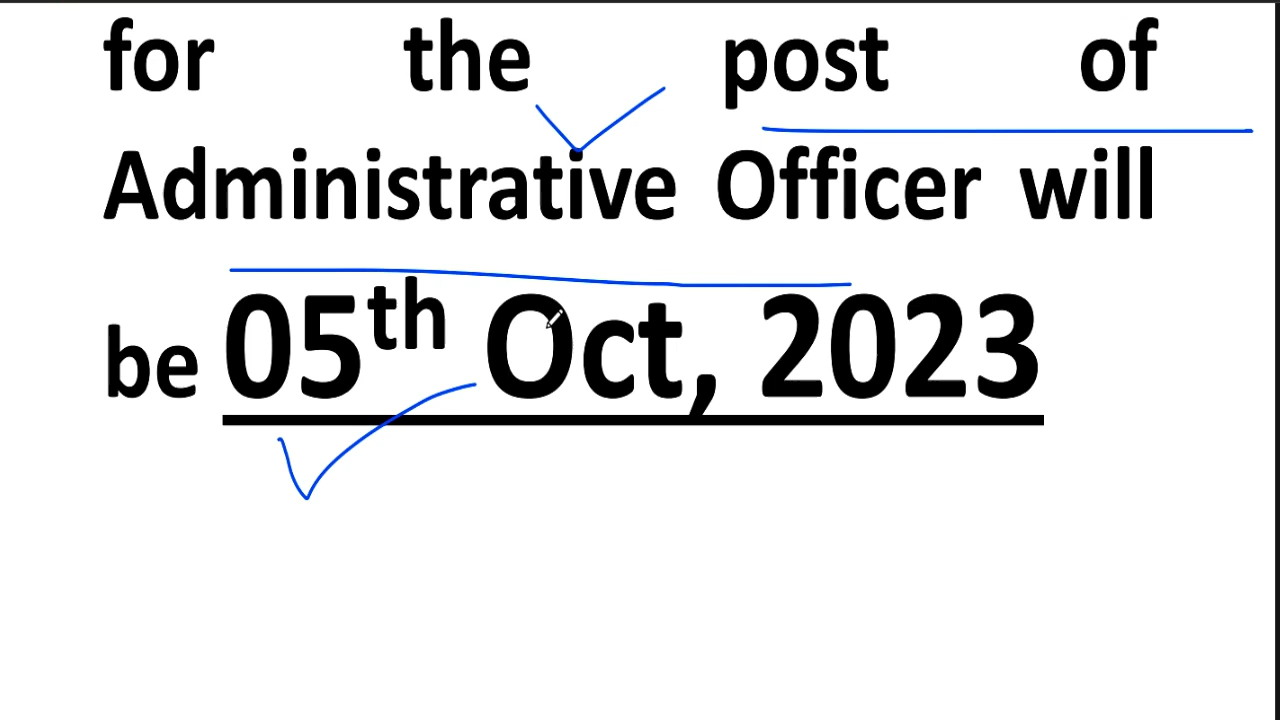 for the post of
Administrative Officer will
be 05th Oct, 2023